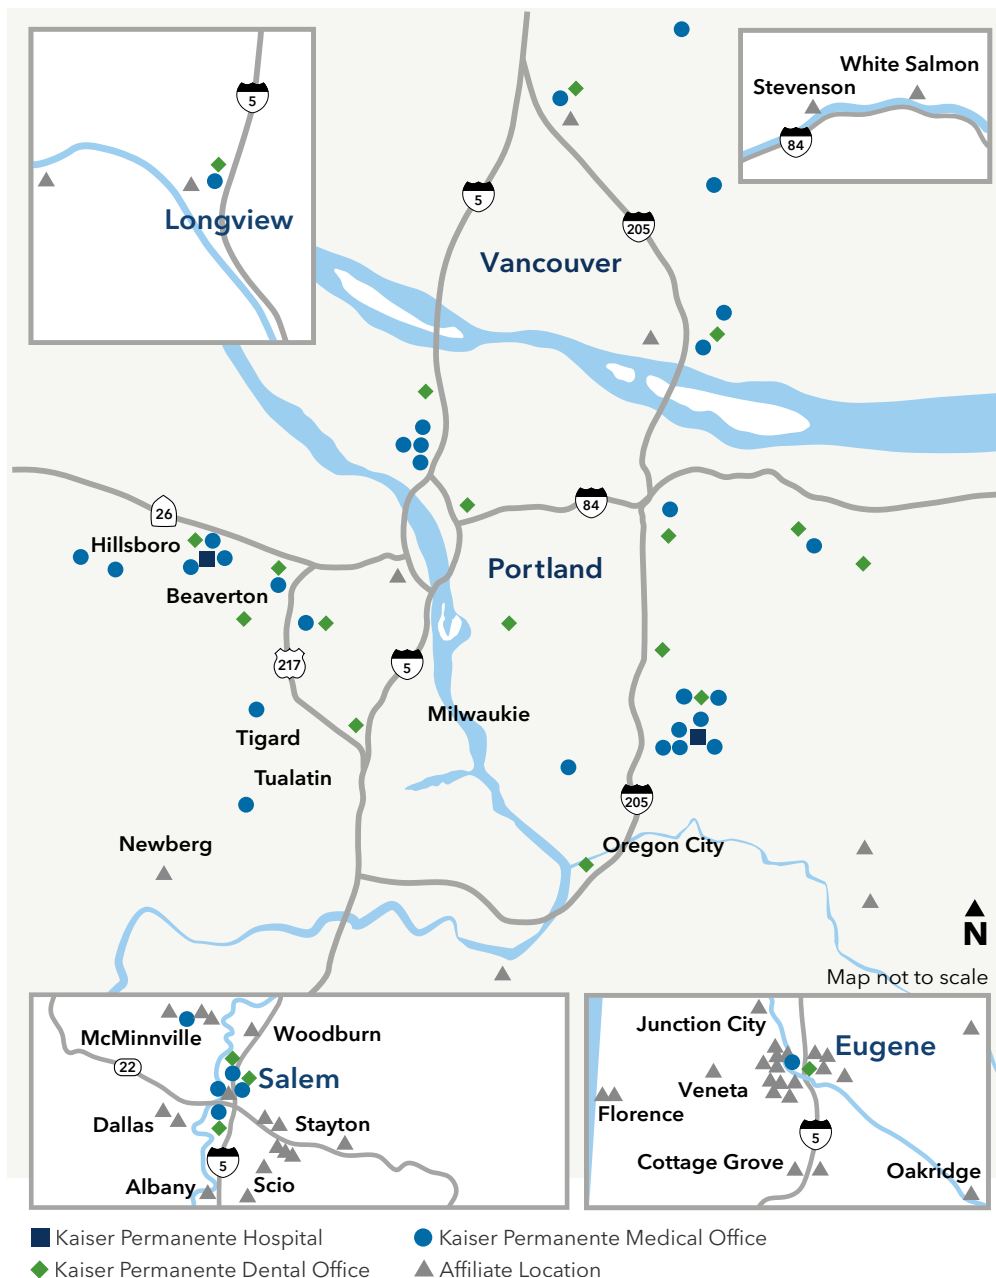 5
Longview
White Salmon
Stevenson
84
5
205
Vancouver
26
84
Hillsboro
Portland
Beaverton
217
5
Milwaukie
Tigard
Tualatin
205
Newberg
Oregon City
N
Map not to scale
McMinnville
Woodburn
22
Salem
Dallas
Stayton
5
Albany
Scio
Junction City
Eugene
Veneta
Florence
5
Cottage Grove
Oakridge
Kaiser Permanente Hospital
Kaiser Permanente Medical Office
Kaiser Permanente Dental Office
Affiliate Location